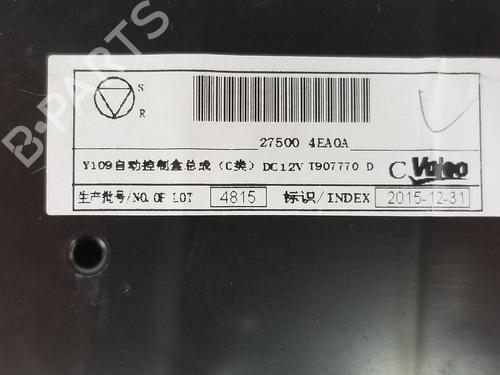 S
R
27500 4EA0A
Y109自动控制盒总成（C类）DC12V T907770 D
C Valeo
生产批号/NO.OF LOT 4815 标识/INDEX 2015-12-31
B-PARTS